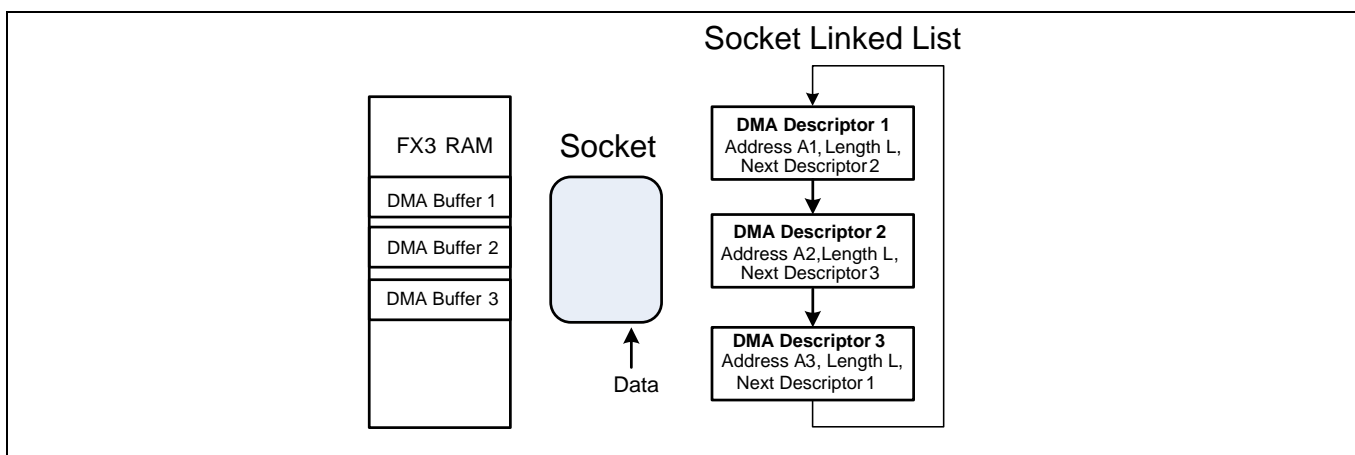 Socket Linked List
FX3 RAM
DMA Buffer 1
DMA Buffer 2
DMA Buffer 3
Socket
Data
DMA Descriptor 1
Address A1, Length L,
Next Descriptor 2
DMA Descriptor 2
Address A2,Length L,
Next Descriptor 3
DMA Descriptor 3
Address A3, Length L,
Next Descriptor 1